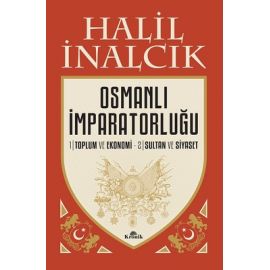 HALİL
İNALCIK
OSMANLI
İMPARATORLUĞU
1 | TOPLUM VE EKONOMİ - 2 | SULTAN VE SİYASET
Kronik